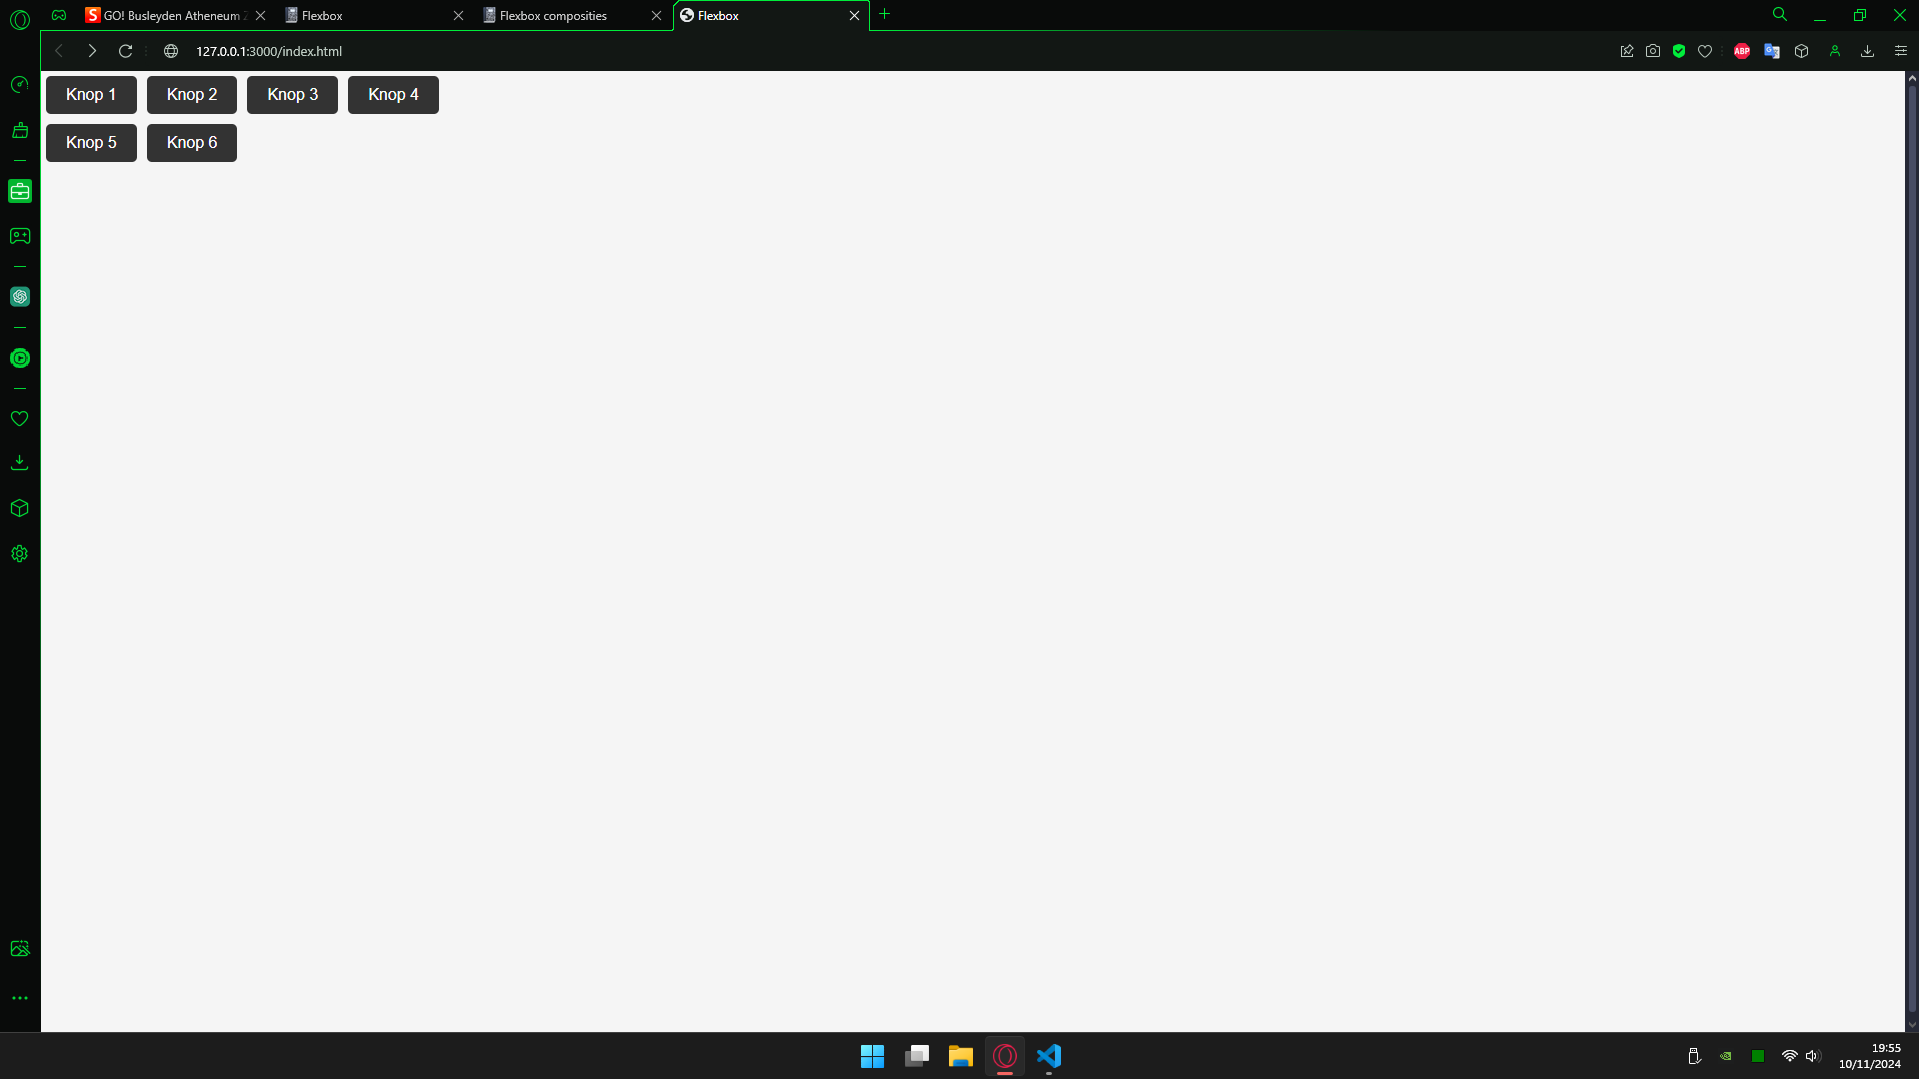 GO! Busleyden Atheneum
Flexbox
Flexbox composities
Flexbox
127.0.0.1:3000/index.html
ABP
Knop 1
Knop 2
Knop 3
Knop 4
Knop 5
Knop 6
19:55
10/11/2024